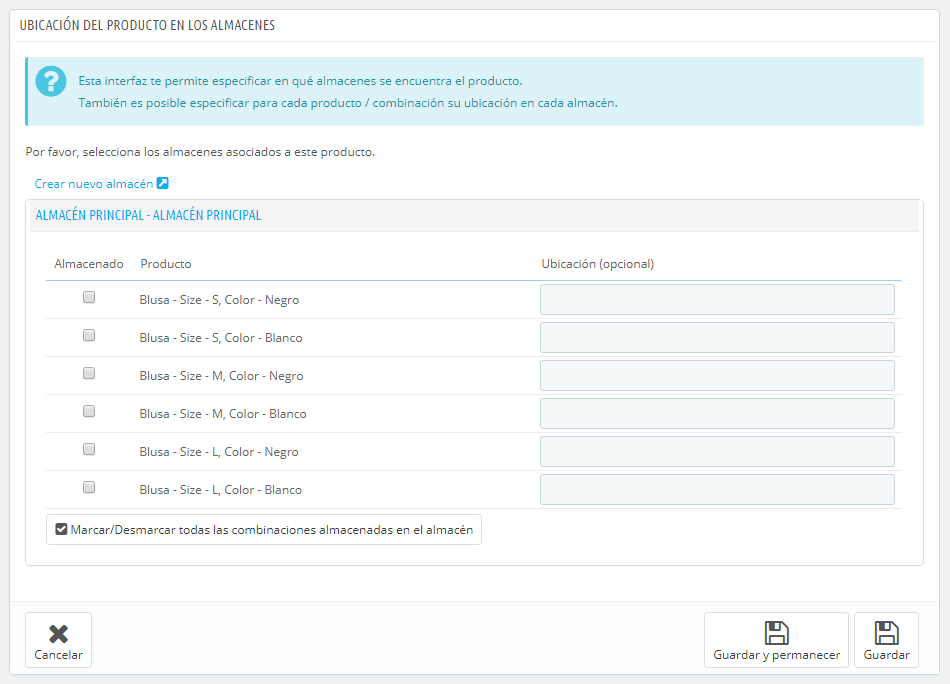 UBICACIÓN DEL PRODUCTO EN LOS ALMACENES
Esta interfaz te permite especificar en qué almacenes se encuentra el producto.
También es posible especificar para cada producto / combinación su ubicación en cada almacén.
Por favor, selecciona los almacenes asociados a este producto.
Crear nuevo almacén
ALMACÉN PRINCIPAL - ALMACÉN PRINCIPAL
Almacenado Producto Ubicación (opcional)
Blusa - Size - S, Color - Negro
Blusa - Size - S, Color - Blanco
Blusa - Size - M, Color - Negro
Blusa - Size - M, Color - Blanco
Blusa - Size - L, Color - Negro
Blusa - Size - L, Color - Blanco
Marcar/Desmarcar todas las combinaciones almacenadas en el almacén
Cancelar Guardar y permanecer Guardar